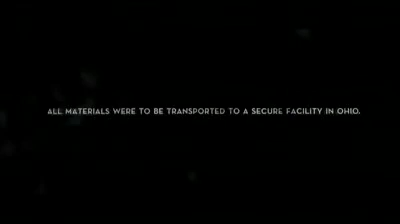 ALL MATERIALS WERE TO BE TRANSPORTED TO A SECURE FACILITY IN OHIO.